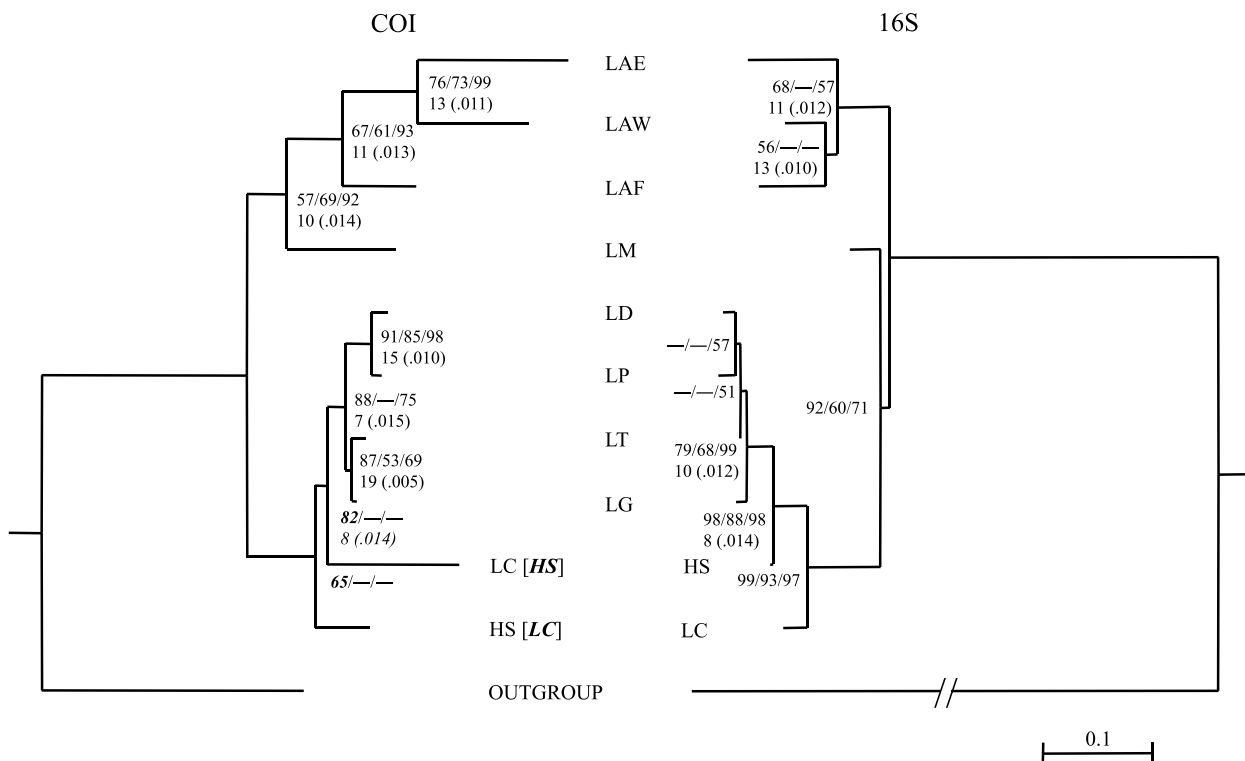 COI
16S
LAE
76/73/99
13 (.011)
68/—/57
11 (.012)
LAW
67/61/93
11 (.013)
56/—/—
13 (.010)
LAF
57/69/92
10 (.014)
LM
LD
91/85/98
15 (.010)
—/—/57
LP
88/—/75
7 (.015)
—/—/51
92/60/71
LT
87/53/69
19 (.005)
79/68/99
10 (.012)
LG
82/—/—
8 (.014)
98/88/98
8 (.014)
LC [HS]
HS
65/—/—
99/93/97
HS [LC]
LC
OUTGROUP
0.1